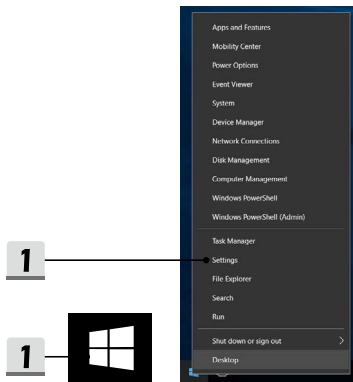 Apps and Features
Mobility Center
Power Options
Event Viewer
System
Device Manager
Network Connections
Disk Management
Computer Management
Windows PowerShell
Windows PowerShell (Admin)
Task Manager
1
Settings
File Explorer
Search
Run
Shut down or sign out
1
Desktop